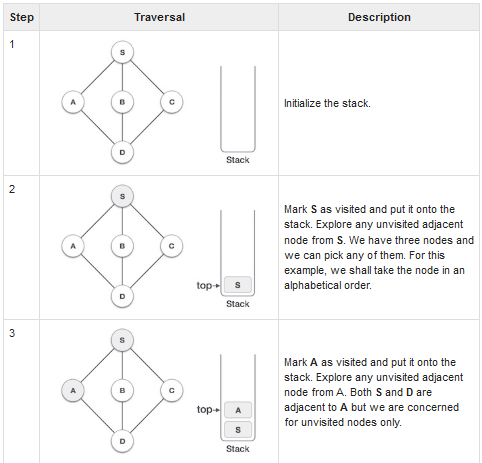 Step Traversal Description
1
S
A B C
D
Stack
Initialize the stack.
2
S
A B C
D
top S
Stack
Mark S as visited and put it onto the
stack. Explore any unvisited adjacent
node from S. We have three nodes and
we can pick any of them. For this
example, we shall take the node in an
alphabetical order.
3
S
A B C
D
top A
S
Stack
Mark A as visited and put it onto the
stack. Explore any unvisited adjacent
node from A. Both S and D are
adjacent to A but we are concerned
for unvisited nodes only.